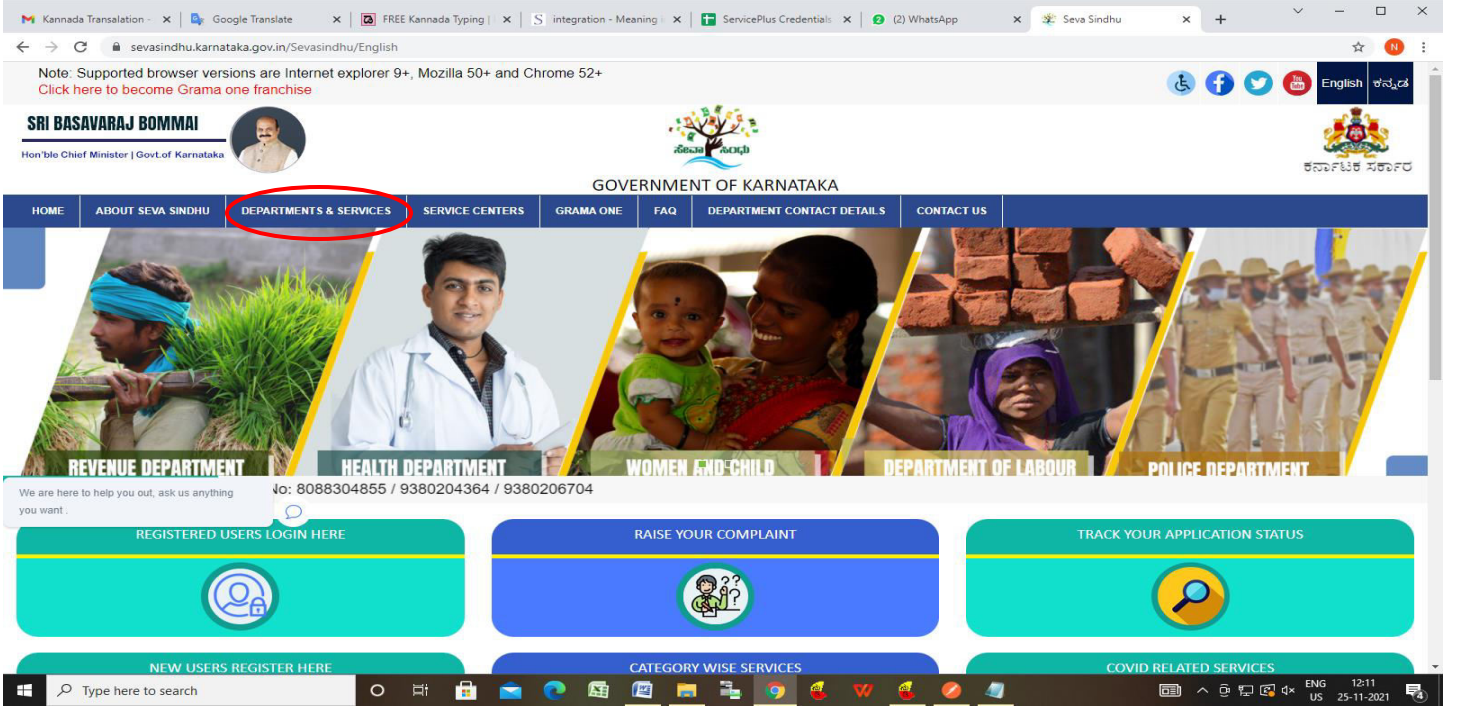 Kannada Transalation -
Google Translate
FREE Kannada Typing |
integration - Meaning i
ServicePlus Credentials
(2) WhatsApp
Seva Sindhu
sevasindhu.karnataka.gov.in/Sevasindhu/English
N
Note: Supported browser versions are Internet explorer 9+, Mozilla 50+ and Chrome 52+
Click here to become Grama one franchise
You Tube
English
ಕನ್ನಡ
SRI BASAVARAJ BOMMAI
Hon'ble Chief Minister | Govt.of Karnataka
ಸೇವಾ ಸಿಂಧು
GOVERNMENT OF KARNATAKA
ಕರ್ನಾಟಕ ಸರ್ಕಾರ
HOME ABOUT SEVA SINDHU DEPARTMENTS & SERVICES SERVICE CENTERS GRAMA ONE FAQ DEPARTMENT CONTACT DETAILS CONTACT US
REVENUE DEPARTMENT
HEALTH DEPARTMENT
WOMEN AND CHILD
DEPARTMENT OF LABOUR
POLICE DEPARTMENT
No: 8088304855 / 9380204364 / 9380206704
We are here to help you out, ask us anything
you want .
REGISTERED USERS LOGIN HERE
RAISE YOUR COMPLAINT
TRACK YOUR APPLICATION STATUS
NEW USERS REGISTER HERE
CATEGORY WISE SERVICES
COVID RELATED SERVICES
Type here to search
ENG
US
12:11
25-11-2021
4